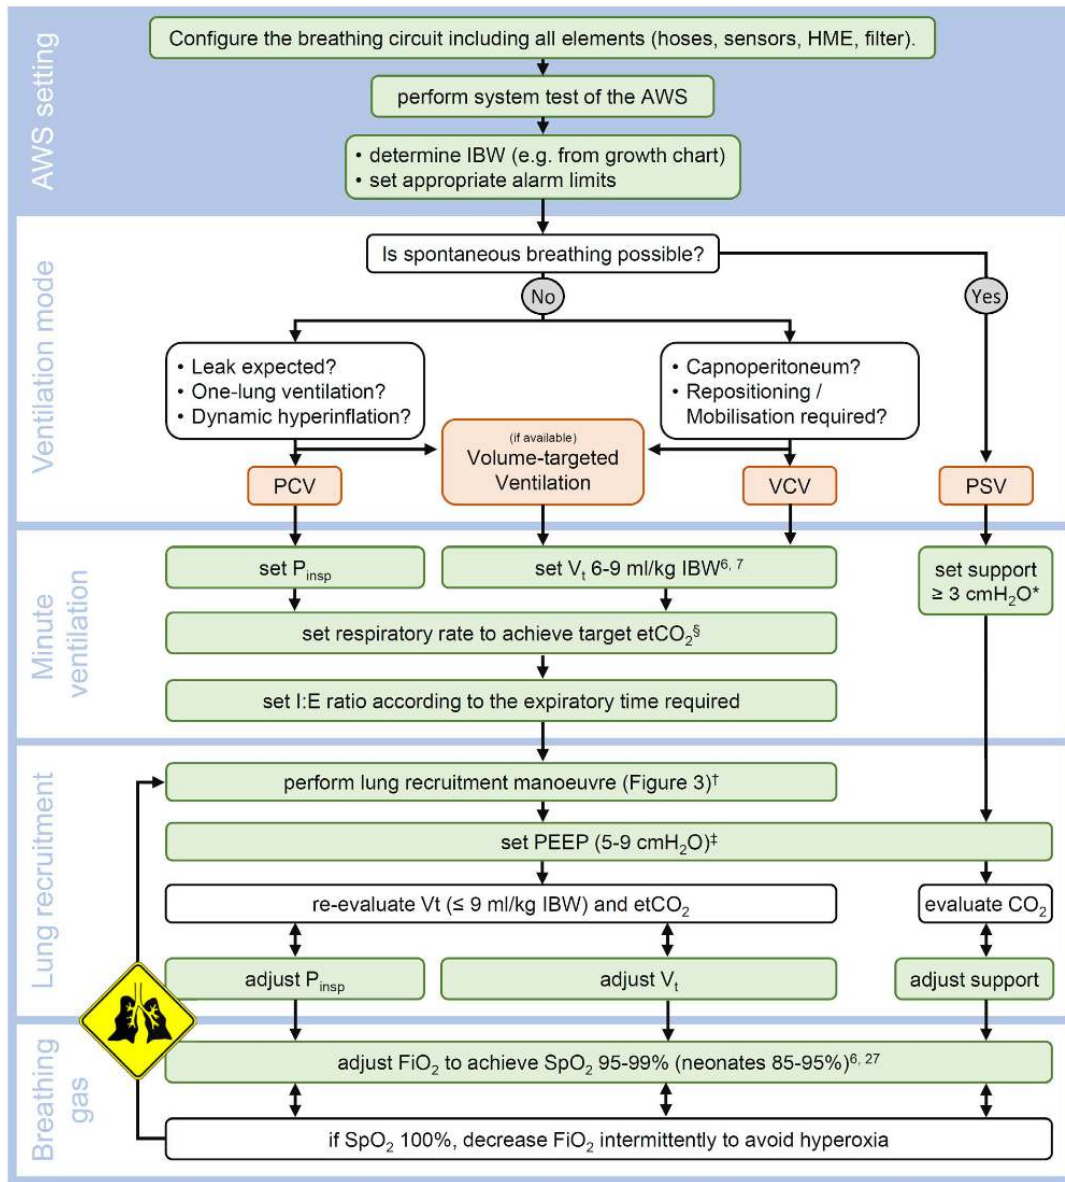 AWS setting
Configure the breathing circuit including all elements (hoses, sensors, HME, filter).
perform system test of the AWS
• determine IBW (e.g. from growth chart)
• set appropriate alarm limits
Ventilation mode
Is spontaneous breathing possible?
No
Yes
• Leak expected?
• One-lung ventilation?
• Dynamic hyperinflation?
• Capnoperitoneum?
• Repositioning /
Mobilisation required?
(if available)
Volume-targeted
Ventilation
PCV
VCV
PSV
Minute
ventilation
set Pinsp
set Vt 6-9 ml/kg IBW6, 7
set support
≥ 3 cmH2O*
set respiratory rate to achieve target etCO2§
set I:E ratio according to the expiratory time required
Lung recruitment
perform lung recruitment manoeuvre (Figure 3)†
set PEEP (5-9 cmH2O)‡
re-evaluate Vt (≤ 9 ml/kg IBW) and etCO2
evaluate CO2
adjust Pinsp
adjust Vt
adjust support
Breathing
gas
adjust FiO2 to achieve SpO2 95-99% (neonates 85-95%)6, 27
if SpO2 100%, decrease FiO2 intermittently to avoid hyperoxia